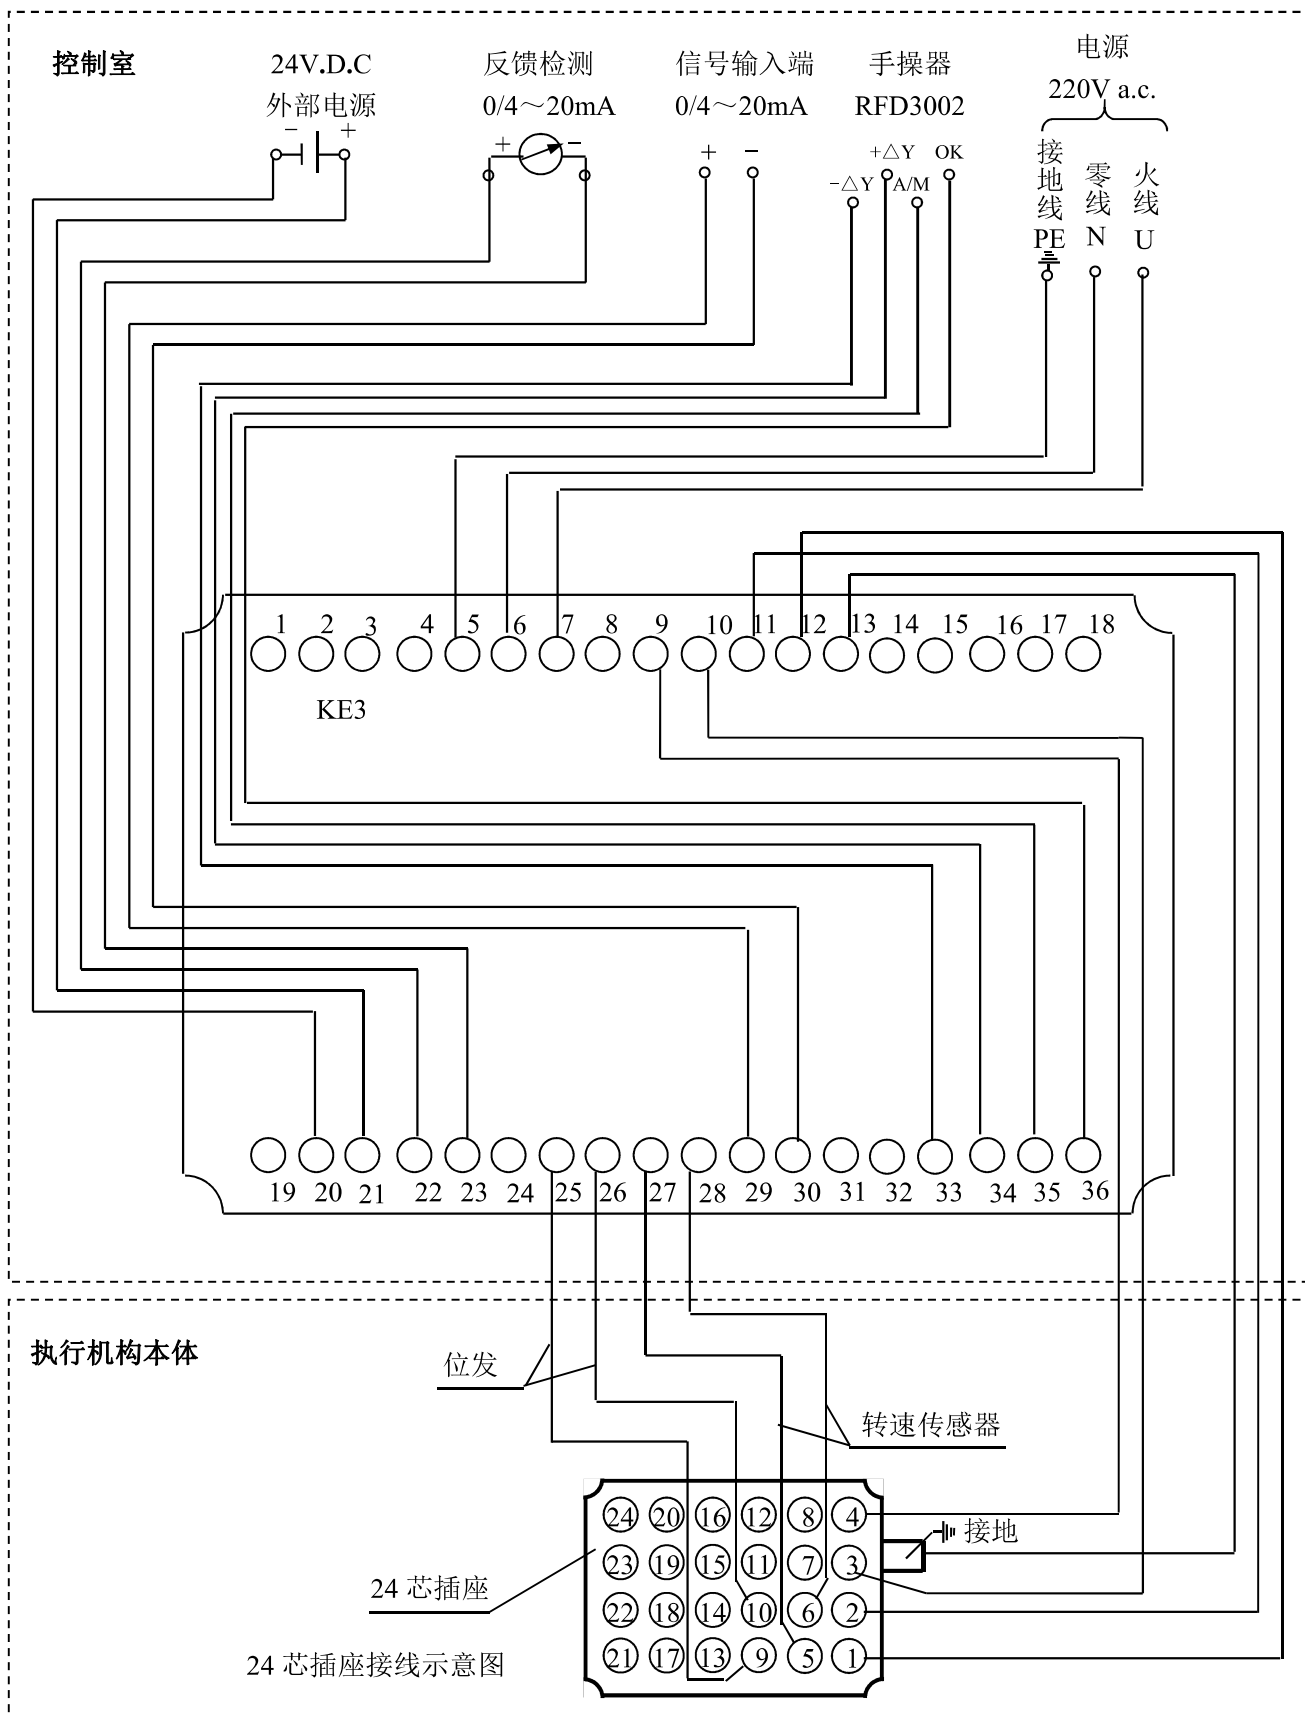 控制室
24V.D.C
外部电源
− +
反馈检测
0/4～20mA
+ −
信号输入端
0/4～20mA
+ −
手操器
RFD3002
+△Y OK
−△Y A/M
电源
220V a.c.
接地线PE
零线N
火线U
1 2 3 4 5 6 7 8 9 10 11 12 13 14 15 16 17 18
KE3
19 20 21 22 23 24 25 26 27 28 29 30 31 32 33 34 35 36
执行机构本体
位发
转速传感器
24 20 16 12 8 4
接地
23 19 15 11 7 3
24 芯插座
22 18 14 10 6 2
21 17 13 9 5 1
24 芯插座接线示意图